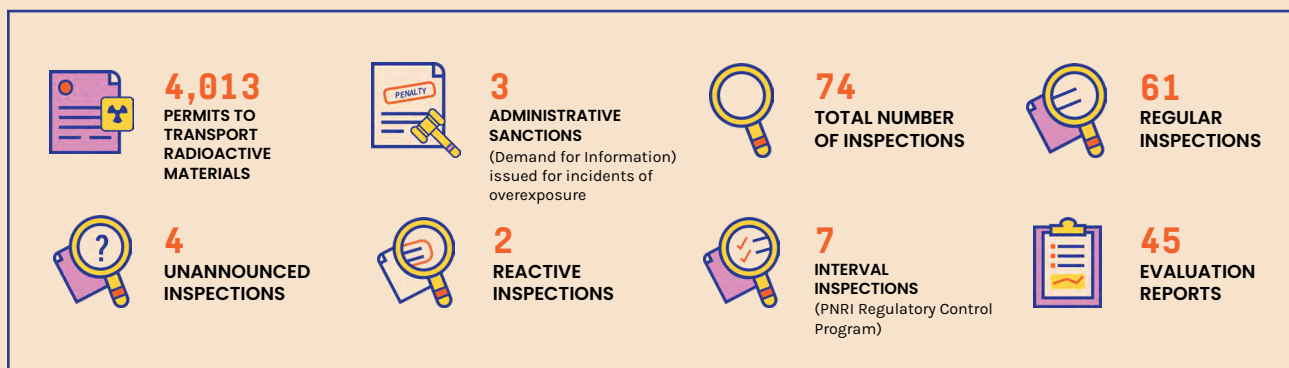 4,013
PERMITS TO
TRANSPORT
RADIOACTIVE
MATERIALS
PENALTY
3
ADMINISTRATIVE
SANCTIONS
(Demand for Information)
issued for incidents of
overexposure
74
TOTAL NUMBER
OF INSPECTIONS
61
REGULAR
INSPECTIONS
?
4
UNANNOUNCED
INSPECTIONS
2
REACTIVE
INSPECTIONS
7
INTERVAL
INSPECTIONS
(PNRI Regulatory Control
Program)
45
EVALUATION
REPORTS